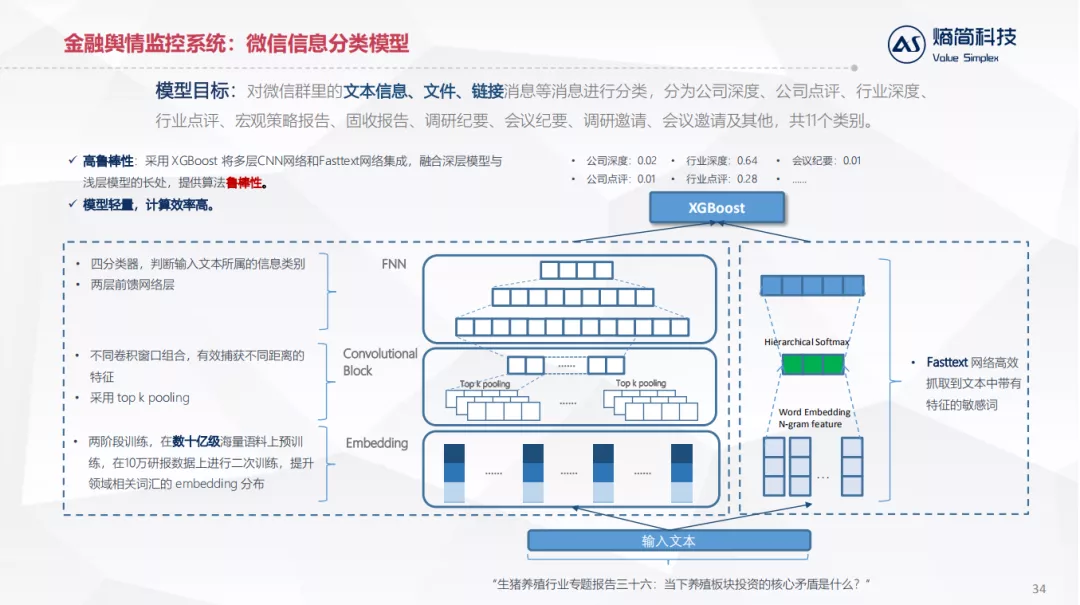 金融舆情监控系统：微信信息分类模型
熵简科技
Value Simplex
模型目标：对微信群里的文本信息、文件、链接消息等消息进行分类，分为公司深度、公司点评、行业深度、
行业点评、宏观策略报告、固收报告、调研纪要、会议纪要、调研邀请、会议邀请及其他，共11个类别。
✓ 高鲁棒性：采用 XGBoost 将多层CNN网络和Fasttext网络集成，融合深层模型与
浅层模型的长处，提供算法鲁棒性。
✓ 模型轻量，计算效率高。
• 公司深度：0.02 • 行业深度：0.64 • 会议纪要：0.01
• 公司点评：0.01 • 行业点评：0.28 • ......
XGBoost
• 四分类器，判断输入文本所属的信息类别
• 两层前馈网络层
FNN
• 不同卷积窗口组合，有效捕获不同距离的
特征
• 采用 top k pooling
Convolutional
Block
......
Top k pooling
Top k pooling
......
• 两阶段训练，在数十亿级海量语料上预训
练，在10万研报数据上进行二次训练，提升
领域相关词汇的 embedding 分布
Embedding
...... ...... ......
Hierarchical Softmax
Word Embedding
N-gram feature
...
• Fasttext 网络高效
抓取到文本中带有
特征的敏感词
输入文本
“生猪养殖行业专题报告三十六：当下养殖板块投资的核心矛盾是什么？”
34